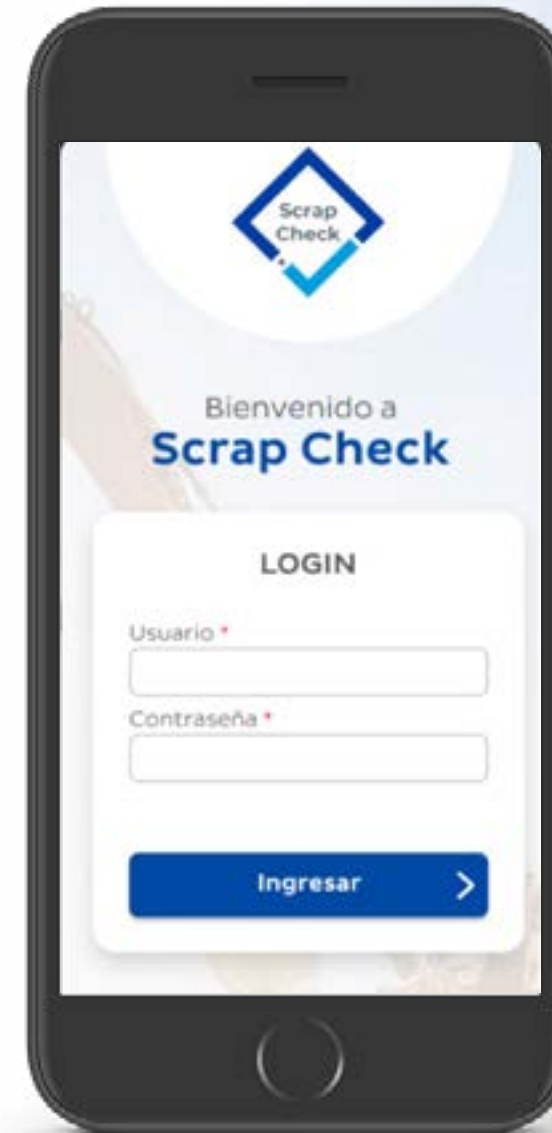 Scrap
Check
Bienvenido a
Scrap Check
LOGIN
Usuario *
Contraseña *
Ingresar